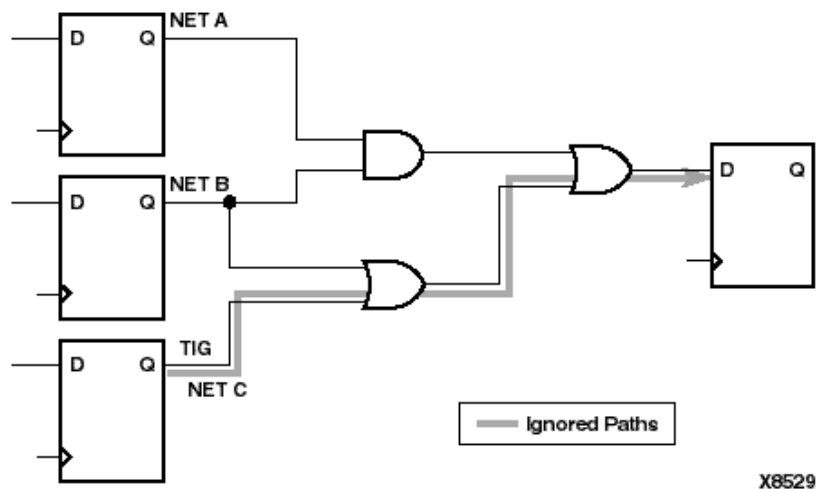 NET A
D Q
NET B
D Q
D Q
TIG
D Q
NET C
Ignored Paths
X8529